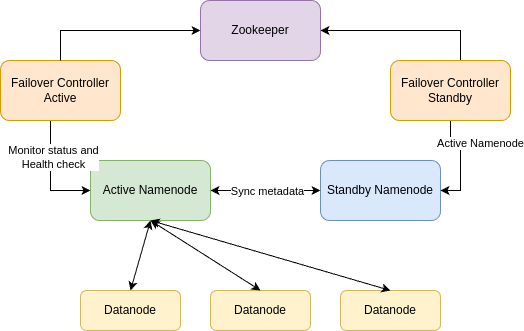 Zookeeper
Failover Controller
Active
Failover Controller
Standby
Monitor status and
Health check
Active Namenode
Active Namenode
Sync metadata
Standby Namenode
Datanode
Datanode
Datanode